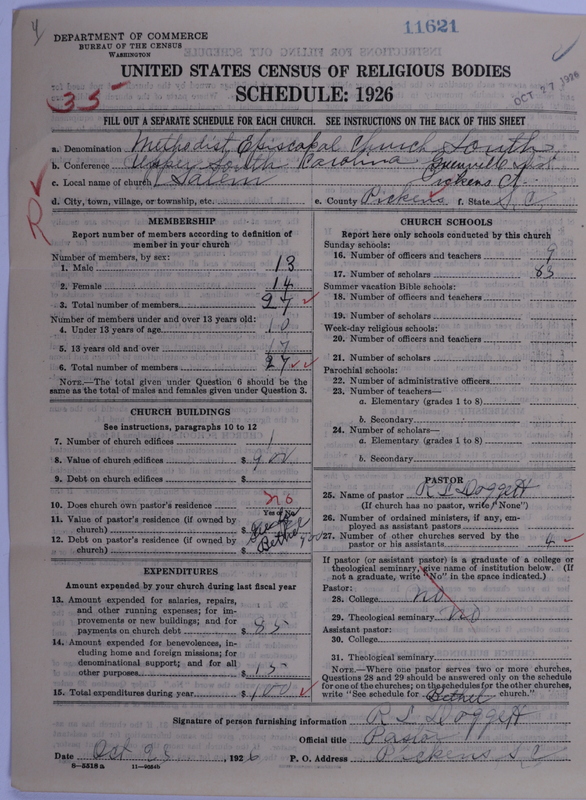 4
11621
DEPARTMENT OF COMMERCE
BUREAU OF THE CENSUS
WASHINGTON
UNITED STATES CENSUS OF RELIGIOUS BODIES
SCHEDULE: 1926
OCT 27 1926
35
FILL OUT A SEPARATE SCHEDULE FOR EACH CHURCH. SEE INSTRUCTIONS ON THE BACK OF THIS SHEET
a. Denomination Methodist Episcopal Church South
b. Conference Upper South Carolina Greenville Dist
c. Local name of church Salem Pickens Ct.
d. City, town, village, or township, etc. e. County Pickens f. State S.C
R
MEMBERSHIP
Report number of members according to definition of member in your church
Number of members, by sex:
1. Male 13
2. Female 14
3. Total number of members 27
Number of members under and over 13 years old:
4. Under 13 years of age 10
5. 13 years old and over 17
6. Total number of members 27
NOTE.—The total given under Question 6 should be the same as the total of males and females given under Question 3.
CHURCH BUILDINGS
See instructions, paragraphs 10 to 12
7. Number of church edifices 1
8. Value of church edifices $ 900
9. Debt on church edifices $
10. Does church own pastor's residence No
Yes or No
11. Value of pastor's residence (if owned by church) $
12. Debt on pastor's residence (if owned by church) $ Bethel
EXPENDITURES
Amount expended by your church during last fiscal year
13. Amount expended for salaries, repairs, and other running expenses; for improvements or new buildings; and for payments on church debt $ 85
14. Amount expended for benevolences, including home and foreign missions; for denominational support; and for all other purposes $ 15
15. Total expenditures during year $ 100
CHURCH SCHOOLS
Report here only schools conducted by this church
Sunday schools:
16. Number of officers and teachers 9
17. Number of scholars 83
Summer vacation Bible schools:
18. Number of officers and teachers
19. Number of scholars
Week-day religious schools:
20. Number of officers and teachers
21. Number of scholars
Parochial schools:
22. Number of administrative officers
23. Number of teachers—
a. Elementary (grades 1 to 8)
b. Secondary
24. Number of scholars—
a. Elementary (grades 1 to 8)
b. Secondary
PASTOR
25. Name of pastor R L Doggett
(If church has no pastor, write "None")
26. Number of ordained ministers, if any, employed as assistant pastors
27. Number of other churches served by the pastor or his assistants 4
If pastor (or assistant pastor) is a graduate of a college or theological seminary, give name of institution below. (If not a graduate, write "No" in the space indicated.)
Pastor:
28. College no
29. Theological seminary no
Assistant pastor:
30. College
31. Theological seminary
NOTE.—Where one pastor serves two or more churches, Questions 28 and 29 should be answered only on the schedule for one of the churches; on the schedules for the other churches, write "See schedule for Bethel
Signature of person furnishing information R L Doggett
Official title Pastor
Date Oct 25, 1926 P. O. Address Pickens S C
8—5518a 11—9664b